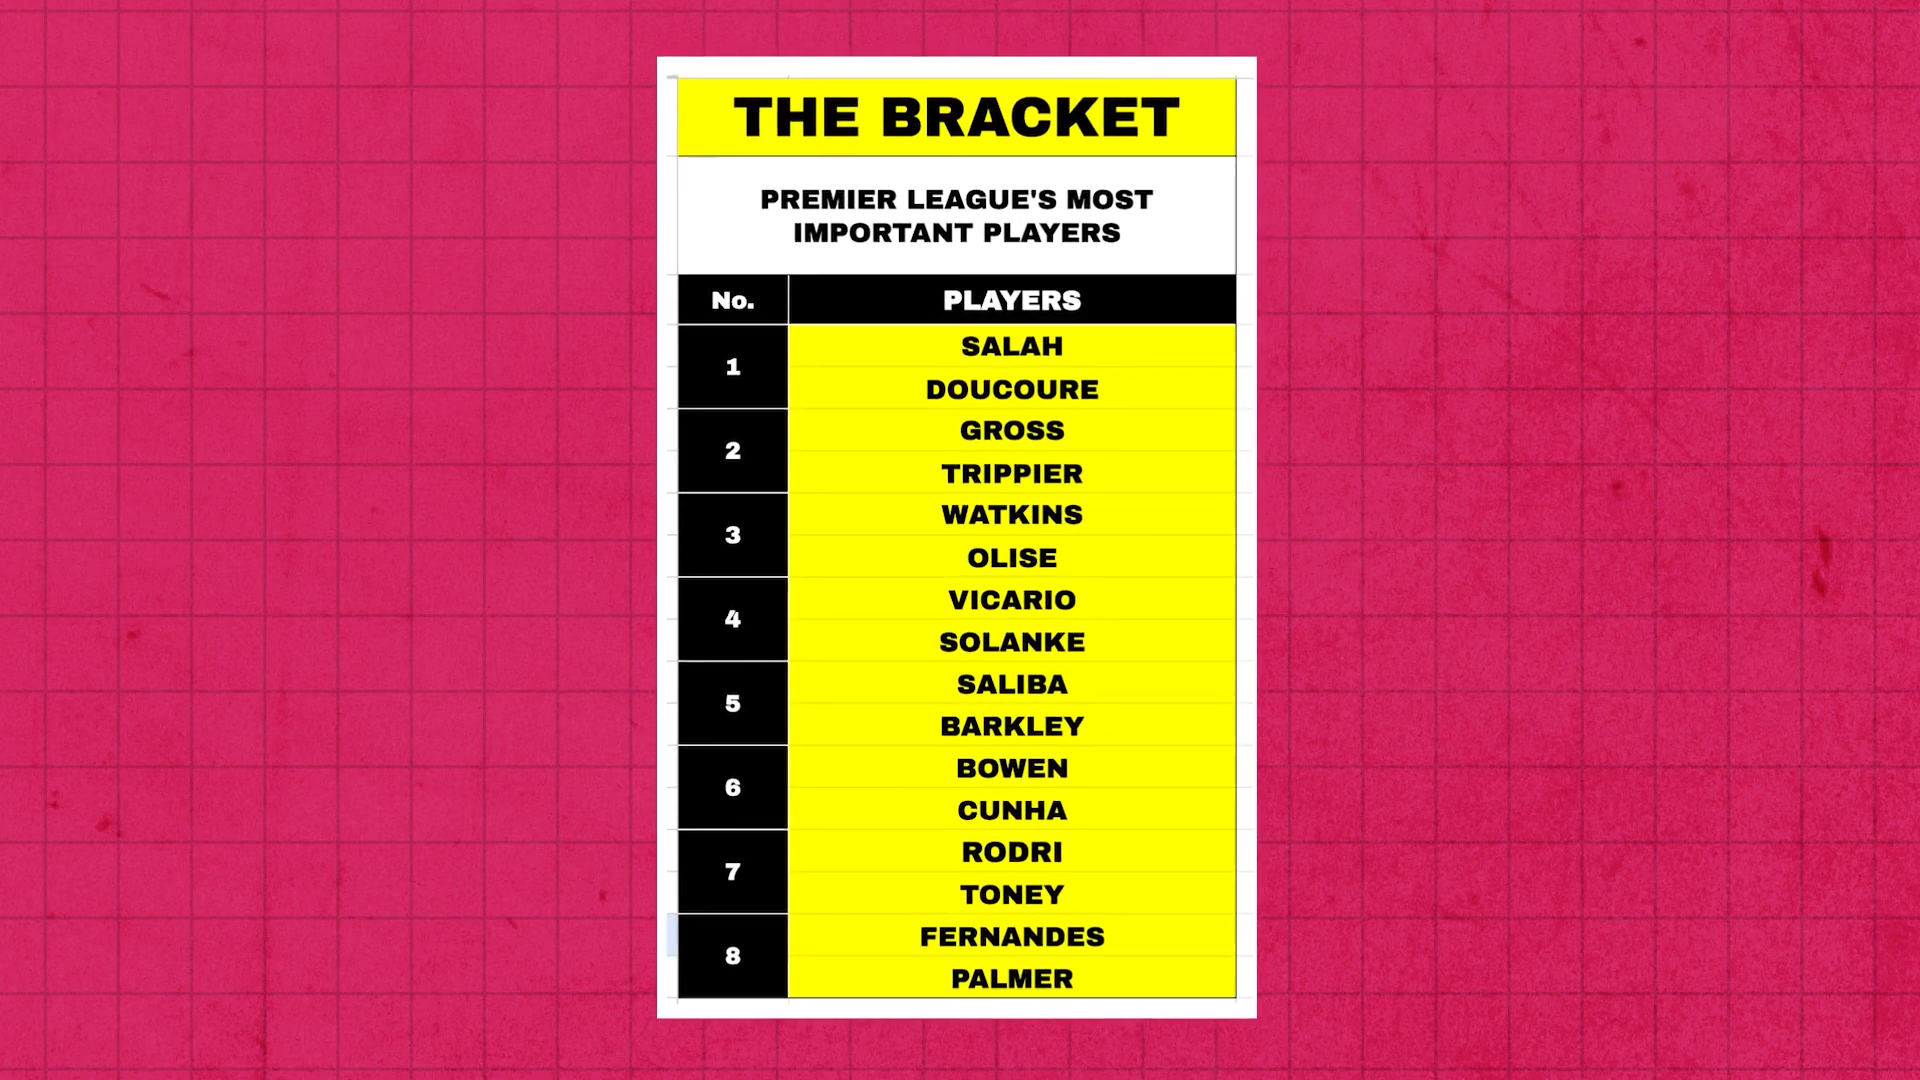 THE BRACKET
PREMIER LEAGUE'S MOST
IMPORTANT PLAYERS
No. PLAYERS
1
SALAH
DOUCOURE
2
GROSS
TRIPPIER
3
WATKINS
OLISE
4
VICARIO
SOLANKE
5
SALIBA
BARKLEY
6
BOWEN
CUNHA
7
RODRI
TONEY
8
FERNANDES
PALMER